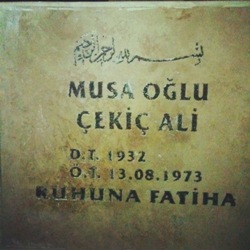 بسم الله الرحمن الرحيم
MUSA OĞLU
ÇEKİÇ ALİ
D.T. 1932
Ö.T. 13.08.1973
RUHUNA FATİHA